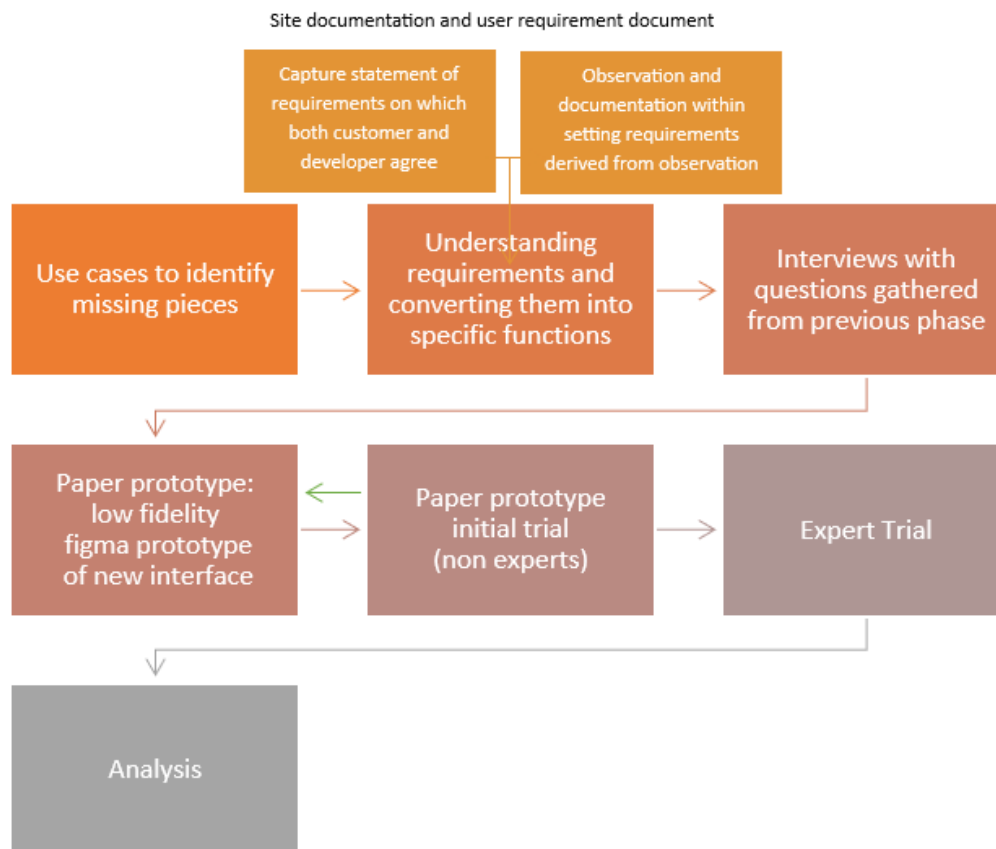 Site documentation and user requirement document
Capture statement of
requirements on which
both customer and
developer agree
Observation and
documentation within
setting requirements
derived from observation
Use cases to identify
missing pieces
Understanding
requirements and
converting them into
specific functions
Interviews with
questions gathered
from previous phase
Paper prototype:
low fidelity
figma prototype
of new interface
Paper prototype
initial trial
(non experts)
Expert Trial
Analysis